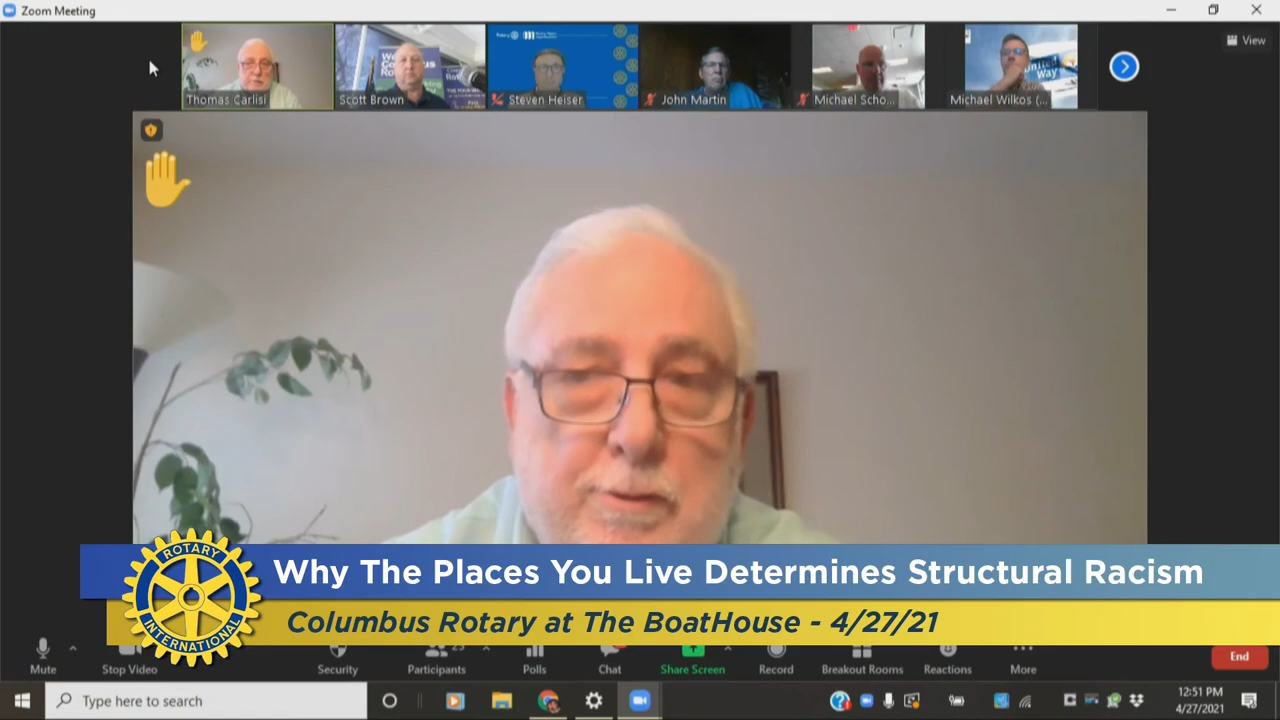 Zoom Meeting
View
Thomas Carlisi
Scott Brown
Steven Heiser
John Martin
Michael Scho...
Michael Wilkos (...
United Way
Why The Places You Live Determines Structural Racism
Columbus Rotary at The BoatHouse - 4/27/21
ROTARY
INTERNATIONAL
Mute
Stop Video
Security
Participants
Polls
Chat
Share Screen
Record
Breakout Rooms
Reactions
More
End
Type here to search
12:51 PM
4/27/2021